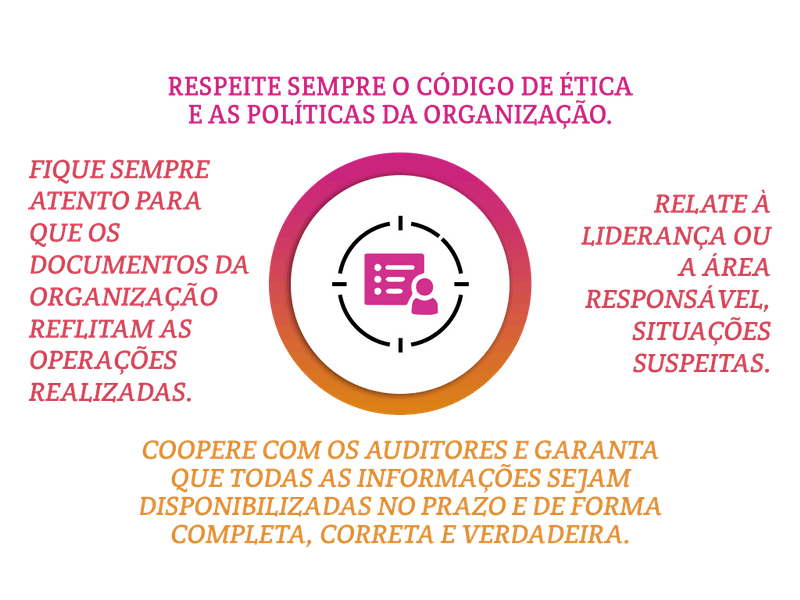 RESPEITE SEMPRE O CÓDIGO DE ÉTICA
E AS POLÍTICAS DA ORGANIZAÇÃO.
FIQUE SEMPRE
ATENTO PARA
QUE OS
DOCUMENTOS DA
ORGANIZAÇÃO
REFLITAM AS
OPERAÇÕES
REALIZADAS.
RELATE À
LIDERANÇA OU
A ÁREA
RESPONSÁVEL,
SITUAÇÕES
SUSPEITAS.
COOPERE COM OS AUDITORES E GARANTA
QUE TODAS AS INFORMAÇÕES SEJAM
DISPONIBILIZADAS NO PRAZO E DE FORMA
COMPLETA, CORRETA E VERDADEIRA.